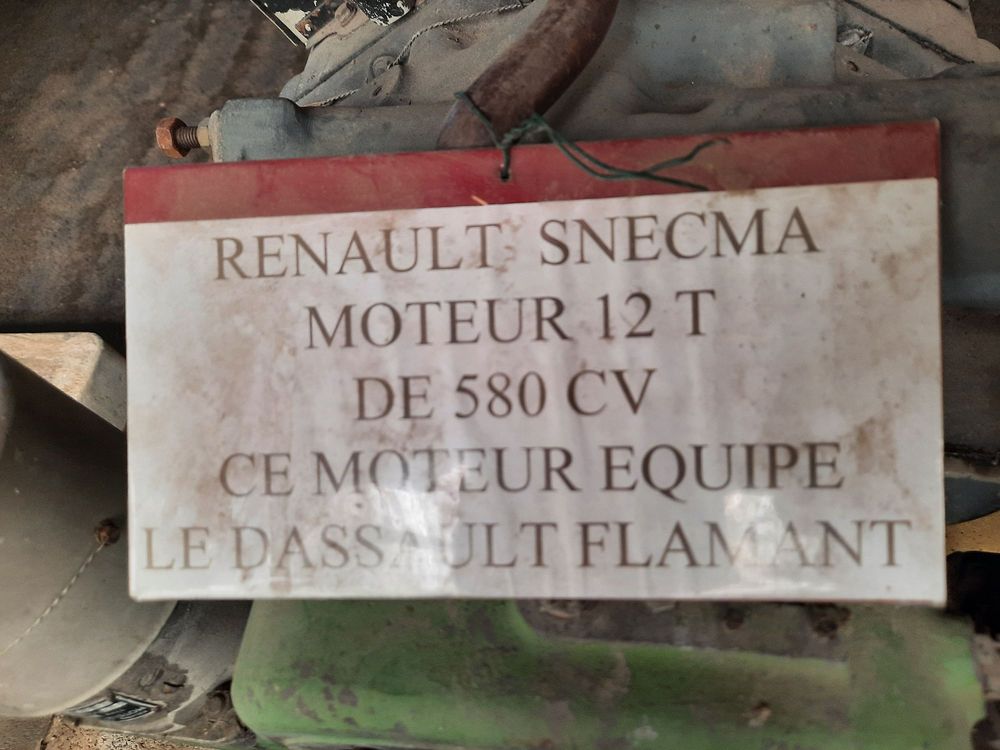 RENAULT SNECMA
MOTEUR 12 T
DE 580 CV
CE MOTEUR EQUIPE
LE DASSAULT FLAMANT